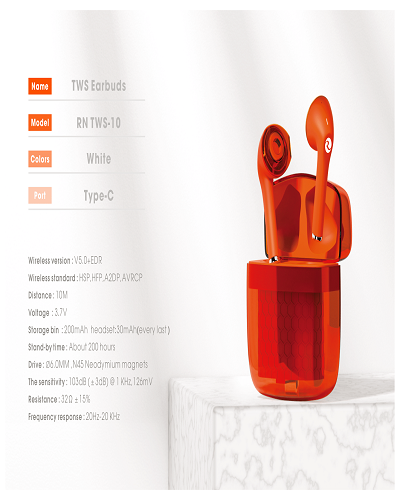 Name TWS Earbuds
Model RN TWS-10
Colors White
Port Type-C
Wireless version : V5.0+EDR
Wireless standard : HSP,HFP,A2DP,AVRCP
Distance : 10M
Voltage : 3.7V
Storage bin : 200mAh headset:30mAh(every last )
Stand-by time : About 200 hours
Drive : Ø6.0MM ,N45 Neodymium magnets
The sensitivity : 103dB ( ±3dB) @ 1 KHz.126mV
Resistance : 32Ω ±15%
Frequency response : 20Hz-20 KHz